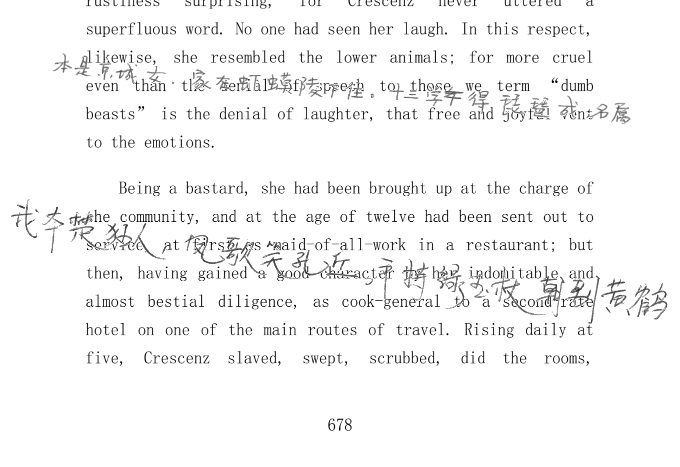 rustiness surprising, for Crescenz never uttered a
superfluous word. No one had seen her laugh. In this respect,
likewise, she resembled the lower animals; for more cruel
本是京城女.家在虾蟆陵下住。十三学得琵琶成.名属
even than the denial of speech to those we term “dumb
beasts” is the denial of laughter, that free and joyful vent
to the emotions.
Being a bastard, she had been brought up at the charge of
我本楚狂人,凤歌笑孔丘.手持绿玉杖朝别黄鹤
the community, and at the age of twelve had been sent out to
service, at first as maid-of-all-work in a restaurant; but
then, having gained a good character by her indomitable and
almost bestial diligence, as cook-general to a second-rate
hotel on one of the main routes of travel. Rising daily at
five, Crescenz slaved, swept, scrubbed, did the rooms,
678